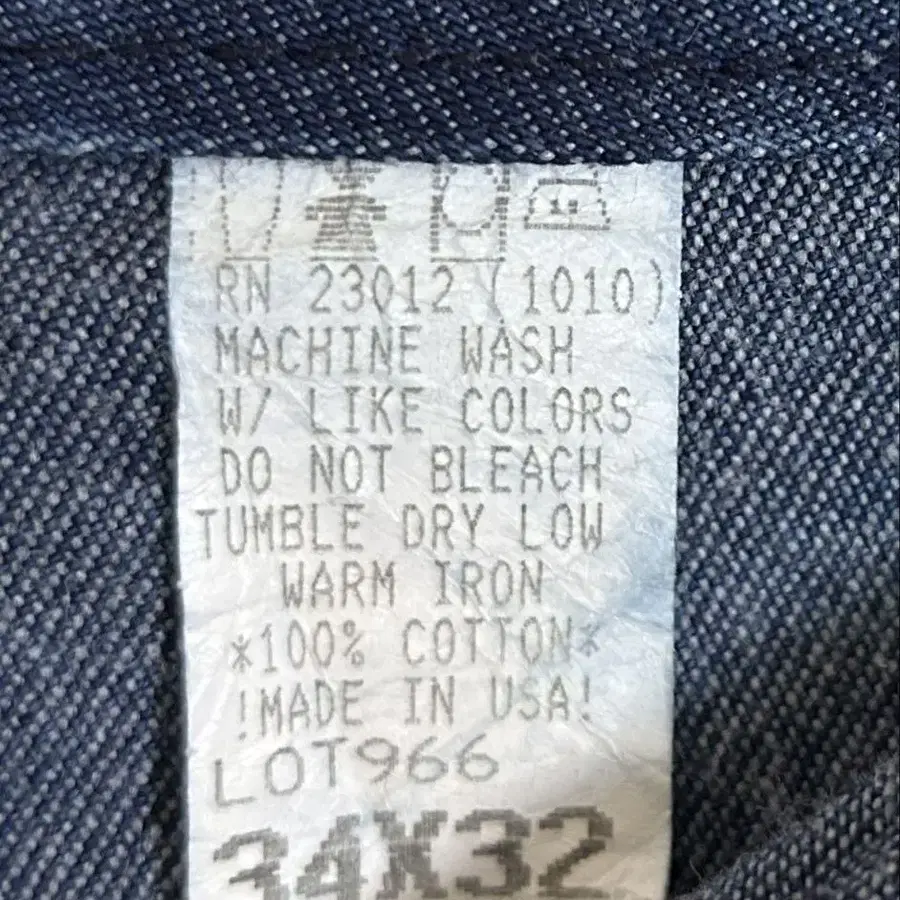 RN 23012 (1010)
MACHINE WASH
W/ LIKE COLORS
DO NOT BLEACH
TUMBLE DRY LOW
WARM IRON
*100% COTTON*
!MADE IN USA!
LOT966
34X32